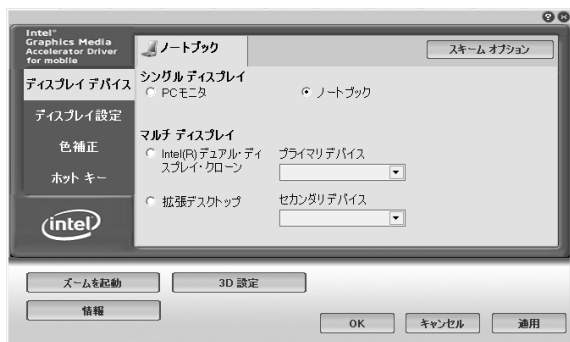 Intel®
Graphics Media
Accelerator Driver
for mobile
ノートブック
スキーム オプション
ディスプレイ デバイス
シングル ディスプレイ
PCモニタ
ノートブック
ディスプレイ設定
色補正
ホット キー
マルチ ディスプレイ
Intel(R) デュアル・ディ
スプレイ・クローン
プライマリ デバイス
拡張デスクトップ
セカンダリ デバイス
intel
ズームを起動
3D 設定
情報
OK
キャンセル
適用